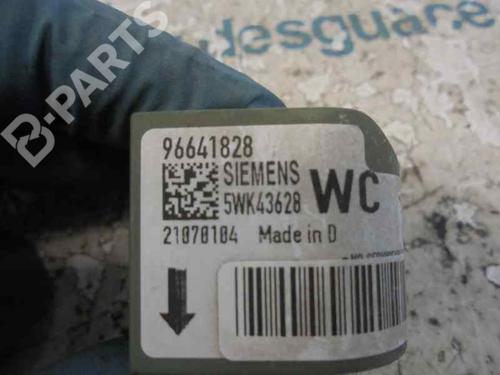 B-PARTS
desguace
96641828
SIEMENS
5WK43628
WC
21070104 Made in D